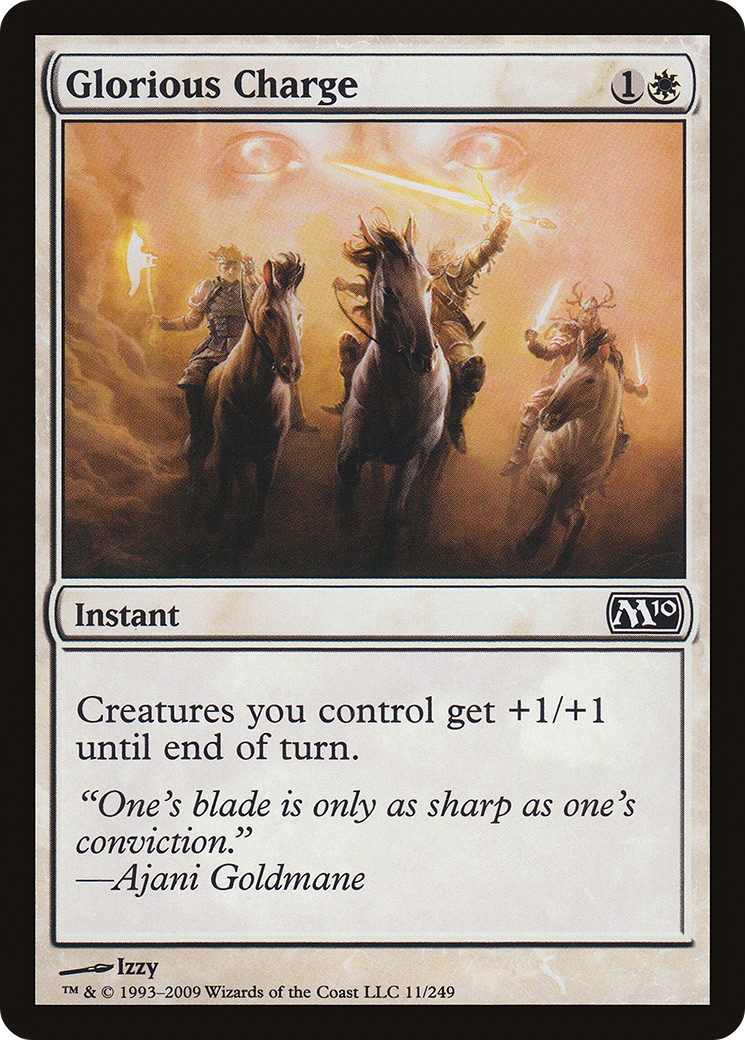 Glorious Charge 1
Instant M10
Creatures you control get +1/+1
until end of turn.
“One’s blade is only as sharp as one’s
conviction.”
—Ajani Goldmane
Izzy
™ & © 1993–2009 Wizards of the Coast LLC 11/249